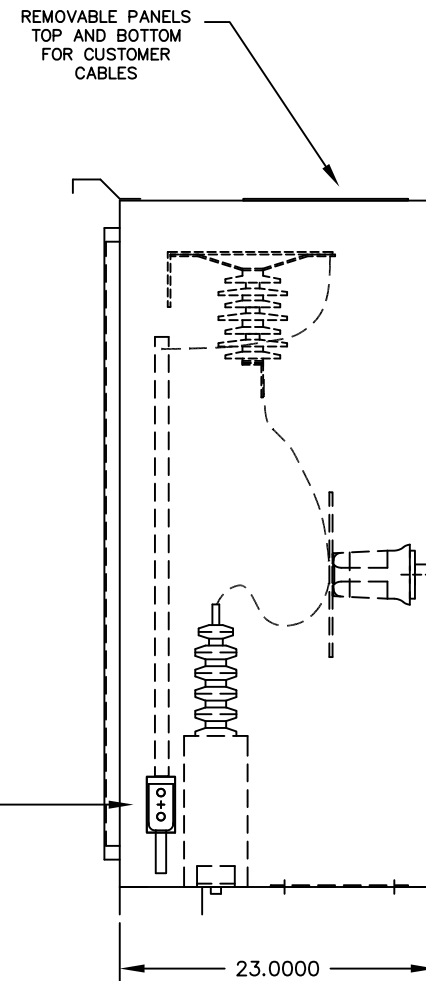 REMOVABLE PANELS
TOP AND BOTTOM
FOR CUSTOMER
CABLES
23.0000